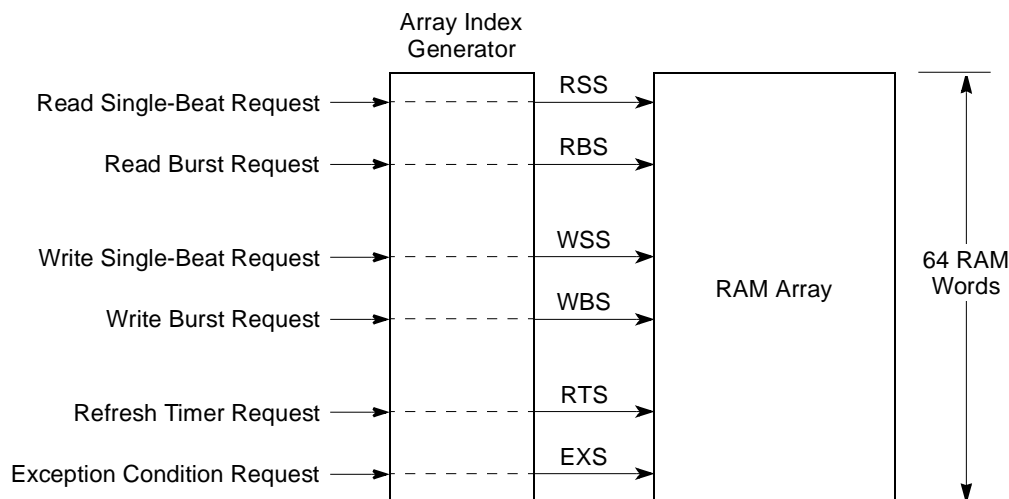 Array Index
Generator
Read Single-Beat Request
RSS
Read Burst Request
RBS
Write Single-Beat Request
WSS
Write Burst Request
WBS
RAM Array
64 RAM
Words
Refresh Timer Request
RTS
Exception Condition Request
EXS